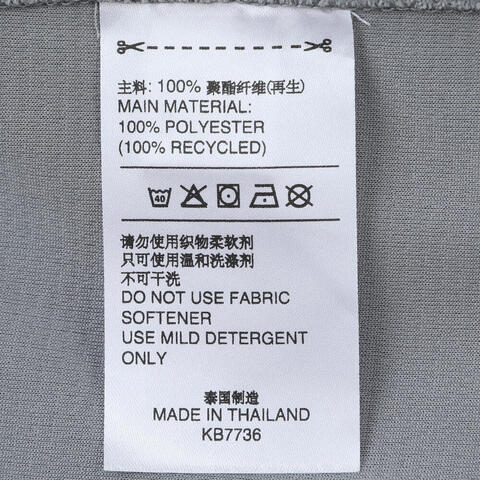 主料: 100% 聚酯纤维(再生)
MAIN MATERIAL:
100% POLYESTER
(100% RECYCLED)
40
请勿使用织物柔软剂
只可使用温和洗涤剂
不可干洗
DO NOT USE FABRIC
SOFTENER
USE MILD DETERGENT
ONLY
泰国制造
MADE IN THAILAND
KB7736